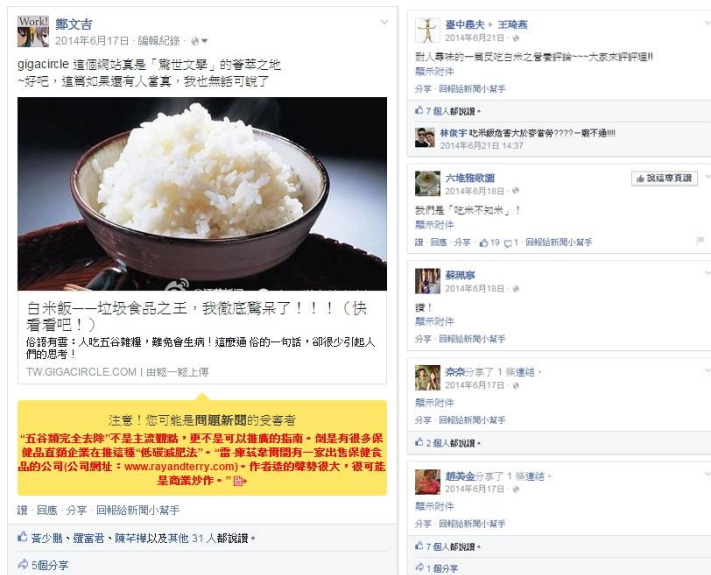 Work!
鄭文吉
2014年6月17日 · 編輯紀錄 ·
gigacircle 這個網站真是「驚世文學」的薈萃之地
~好吧，這篇如果還有人當真，我也無話可說了
白米飯——垃圾食品之王，我徹底驚呆了！！！（快
看看吧！）
俗語有雲：人吃五谷雜糧，難免會生病！這麼通 俗的一句話，卻很少引起人
們的思考！
TW.GIGACIRCLE.COM | 由鬆一鬆上傳
注意！您可能是問題新聞的受害者
“五谷類完全去除”不是主流觀點，更不是可以推廣的指南。倒是有很多保
健品直銷企業在推這種“低碳減肥法”。“雷·庫茲韋爾開有一家出售保健食
品的公司(公司網址：www.rayandterry.com)。作者造的聲勢很大，很可能
是商業炒作。”
讚 · 回應 · 分享 · 回報給新聞小幫手
黃少鵬、羅富君、陳芊樺以及其他 31 人都說讚。
5個分享
臺中農夫。 王琦燕
2014年6月21日 ·
耐人尋味的一篇反吃白米之營養評論~~~大家來評評理!!
顯示附件
分享 · 回報給新聞小幫手
7 個人都說讚。
林俊宇 吃米飯危害大於麥當勞????一廂不通!!!!
2014年6月21日 14:37
六堆雅歌園
說這專頁讚
2014年6月18日 ·
我們是「吃米不知米」！
顯示附件
讚 · 回應 · 分享 · 19 1 · 回報給新聞小幫手
蘇珮寧
2014年6月18日 ·
讚！
顯示附件
分享 · 回報給新聞小幫手
奈奈分享了 1 條連結。
2014年6月17日 ·
顯示附件
分享 · 回報給新聞小幫手
2 個人都說讚。
趙美金分享了 1 條連結。
2014年6月17日 ·
顯示附件
分享 · 回報給新聞小幫手
7 個人都說讚。
1 個分享